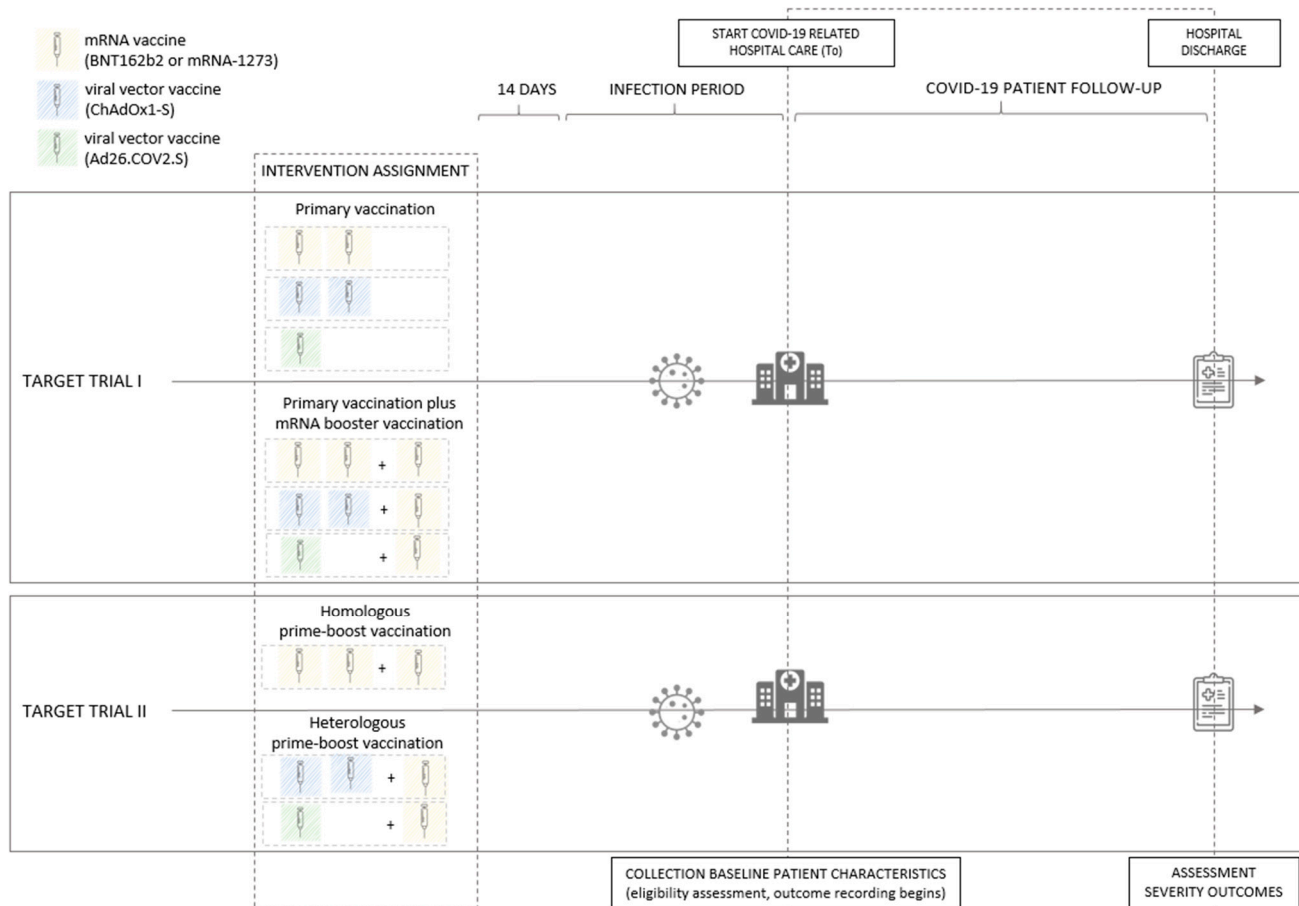 mRNA vaccine
(BNT162b2 or mRNA-1273)
viral vector vaccine
(ChAdOx1-S)
viral vector vaccine
(Ad26.COV2.S)
START COVID-19 RELATED
HOSPITAL CARE (To)
HOSPITAL
DISCHARGE
14 DAYS
INFECTION PERIOD
COVID-19 PATIENT FOLLOW-UP
INTERVENTION ASSIGNMENT
Primary vaccination
TARGET TRIAL I
Primary vaccination plus
mRNA booster vaccination
+
+
+
Homologous
prime-boost vaccination
+
TARGET TRIAL II
Heterologous
prime-boost vaccination
+
+
COLLECTION BASELINE PATIENT CHARACTERISTICS
(eligibility assessment, outcome recording begins)
ASSESSMENT
SEVERITY OUTCOMES